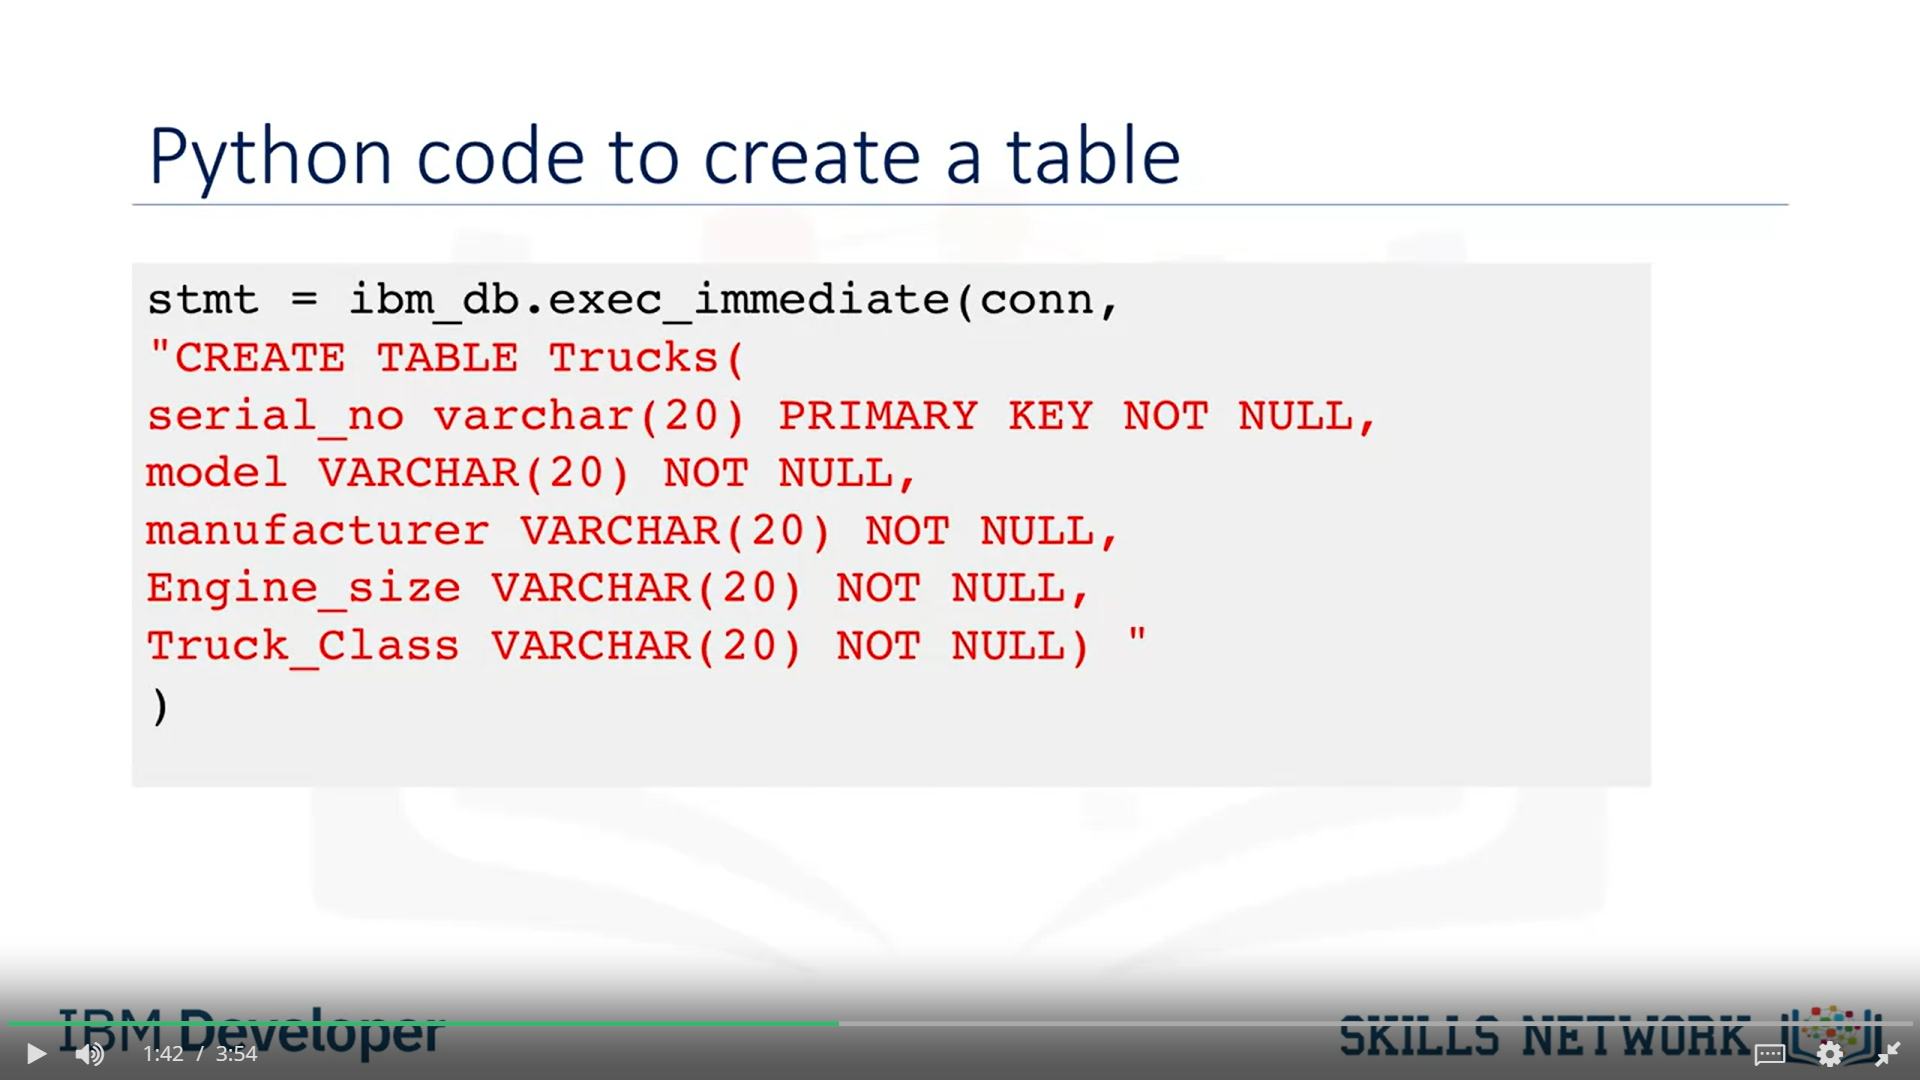 Python code to create a table
stmt = ibm_db.exec_immediate(conn,
"CREATE TABLE Trucks(
serial_no varchar(20) PRIMARY KEY NOT NULL,
model VARCHAR(20) NOT NULL,
manufacturer VARCHAR(20) NOT NULL,
Engine_size VARCHAR(20) NOT NULL,
Truck_Class VARCHAR(20) NOT NULL) "
)
IBM Developer
SKILLS NETWORK
1:42 / 3:54